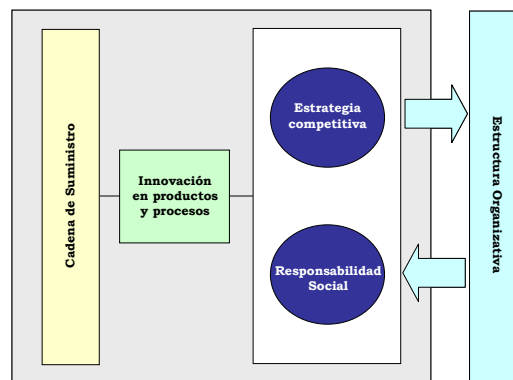 Cadena de Suministro
Innovación
en productos
y procesos
Estrategia
competitiva
Responsabilidad
Social
Estructura Organizativa